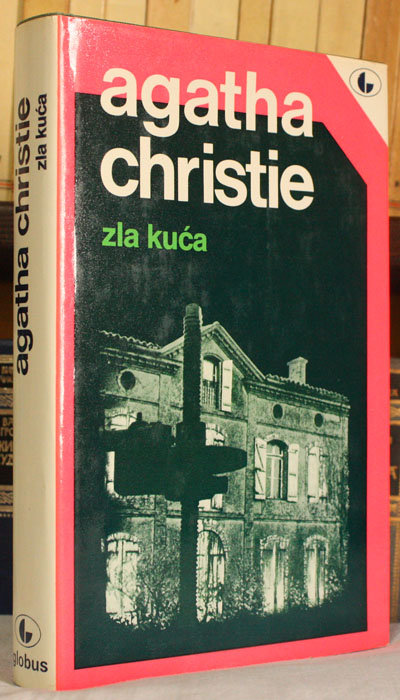 agatha
christie
zla kuća
agatha christie zla kuća
globus